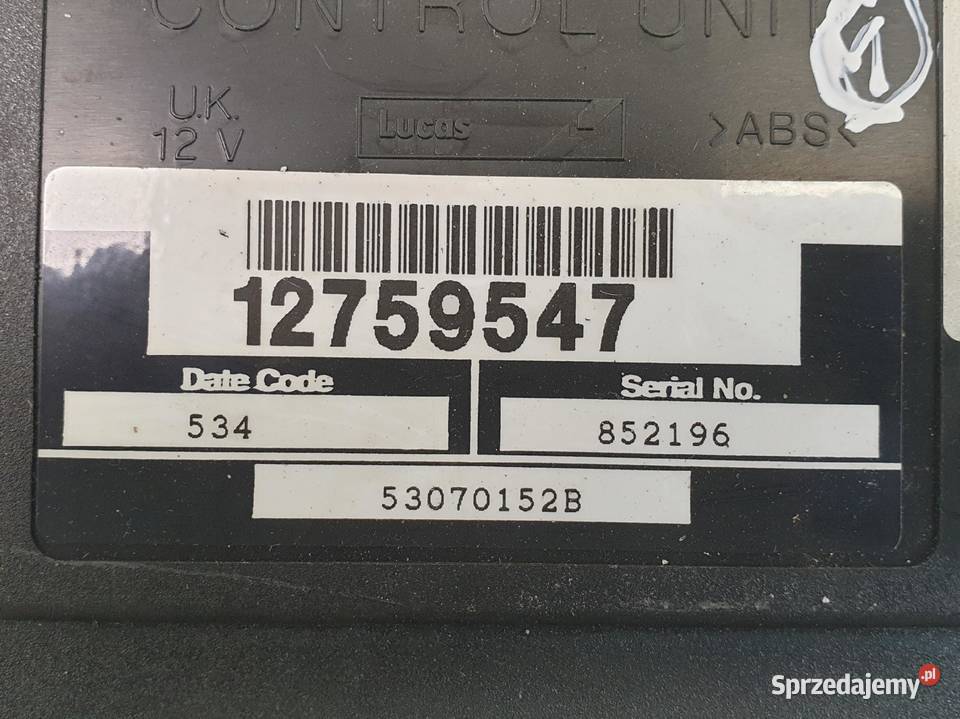 CONTROL UNIT
U.K.
12 V
Lucas
>ABS<
12759547
Date Code
Serial No.
534
852196
53070152B
Sprzedajemy.pl